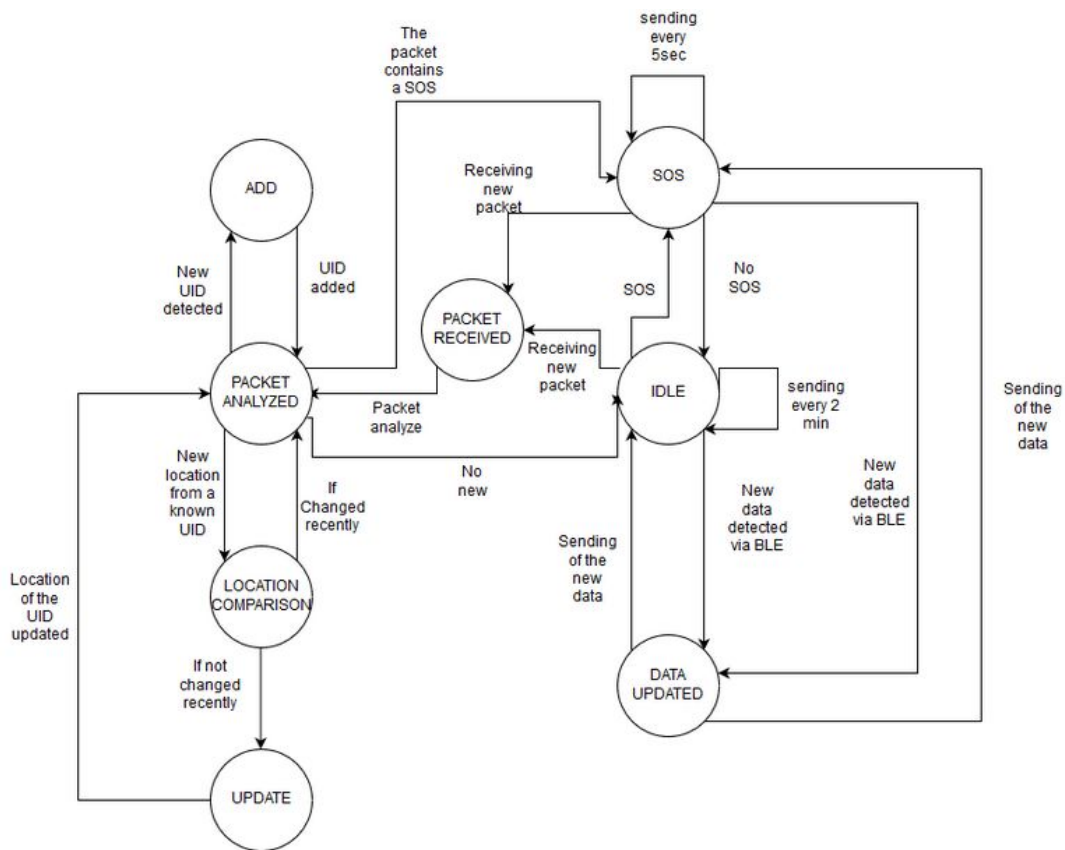 The
packet
contains
a SOS
sending
every
5sec
ADD
SOS
Receiving
new
packet
New
UID
detected
UID
added
SOS
No
SOS
PACKET
RECEIVED
PACKET
ANALYZED
Receiving
new
packet
IDLE
sending
every 2
min
Sending
of the
new
data
Packet
analyze
No
new
New
location
from a
known
UID
If
Changed
recently
New
data
detected
via BLE
New
data
detected
via BLE
Sending
of the
new
data
Location
of the
UID
updated
LOCATION
COMPARISON
If not
changed
recently
DATA
UPDATED
UPDATE